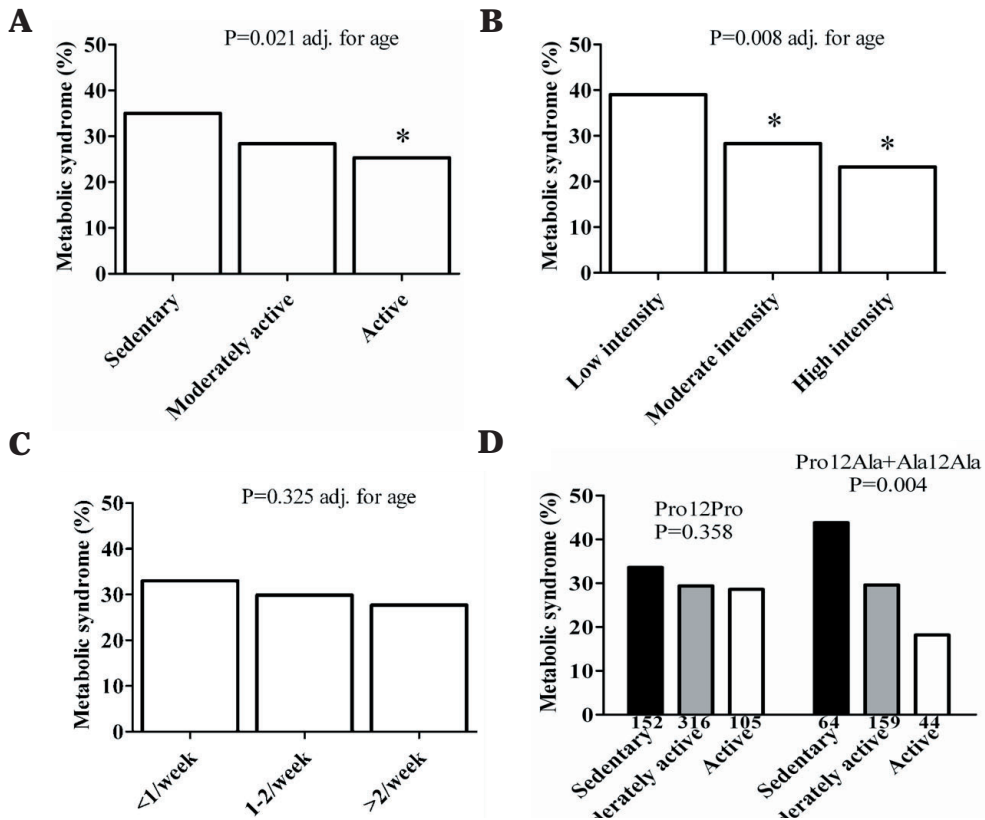 A
P=0.021 adj. for age
Metabolic syndrome (%)
50
40
30
20
10
0
*
Sedentary
Moderately active
Active
B
P=0.008 adj. for age
Metabolic syndrome (%)
50
40
30
20
10
0
*
*
Low intensity
Moderate intensity
High intensity
C
P=0.325 adj. for age
Metabolic syndrome (%)
50
40
30
20
10
0
<1/week
1-2/week
>2/week
D
Pro12Ala+Ala12Ala
P=0.004
Pro12Pro
P=0.358
Metabolic syndrome (%)
50
40
30
20
10
0
152 316 105 64 159 44
Sedentary
derately active
Active
Sedentary
derately active
Active